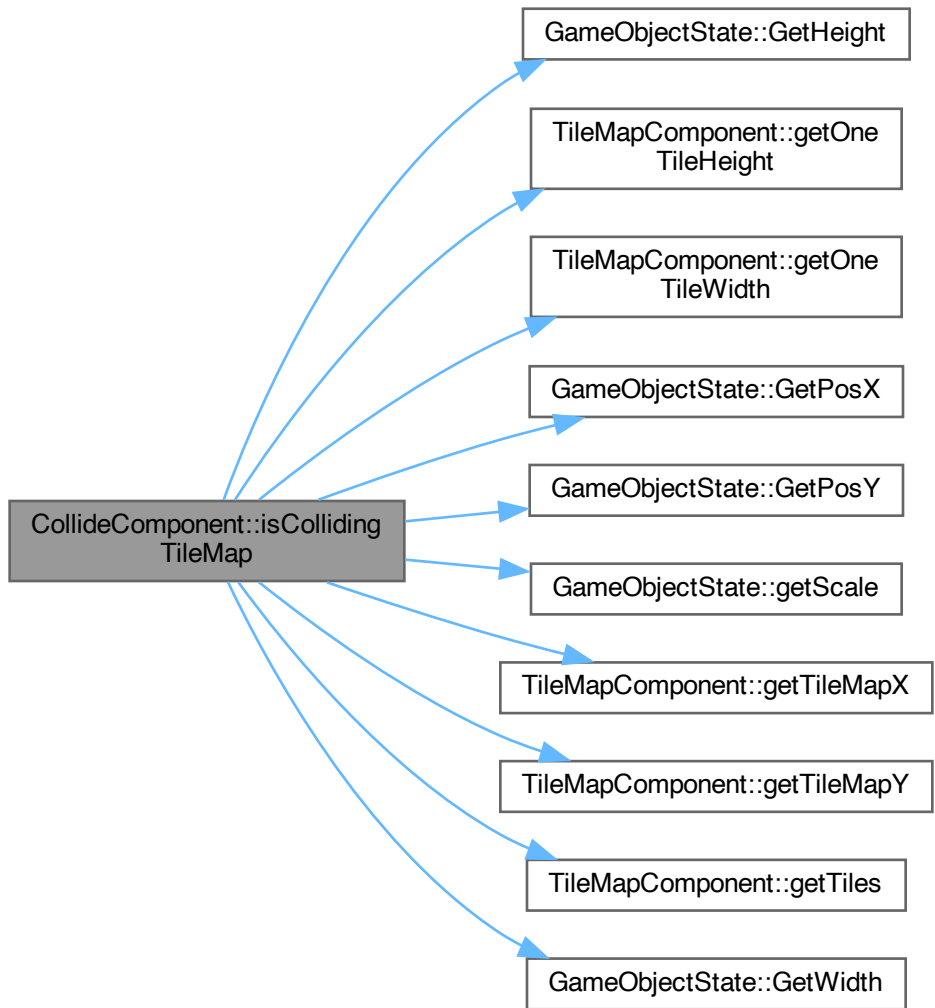 GameObjectState::GetHeight
TileMapComponent::getOne
TileHeight
TileMapComponent::getOne
TileWidth
GameObjectState::GetPosX
GameObjectState::GetPosY
CollideComponent::isColliding
TileMap
GameObjectState::getScale
TileMapComponent::getTileMapX
TileMapComponent::getTileMapY
TileMapComponent::getTiles
GameObjectState::GetWidth